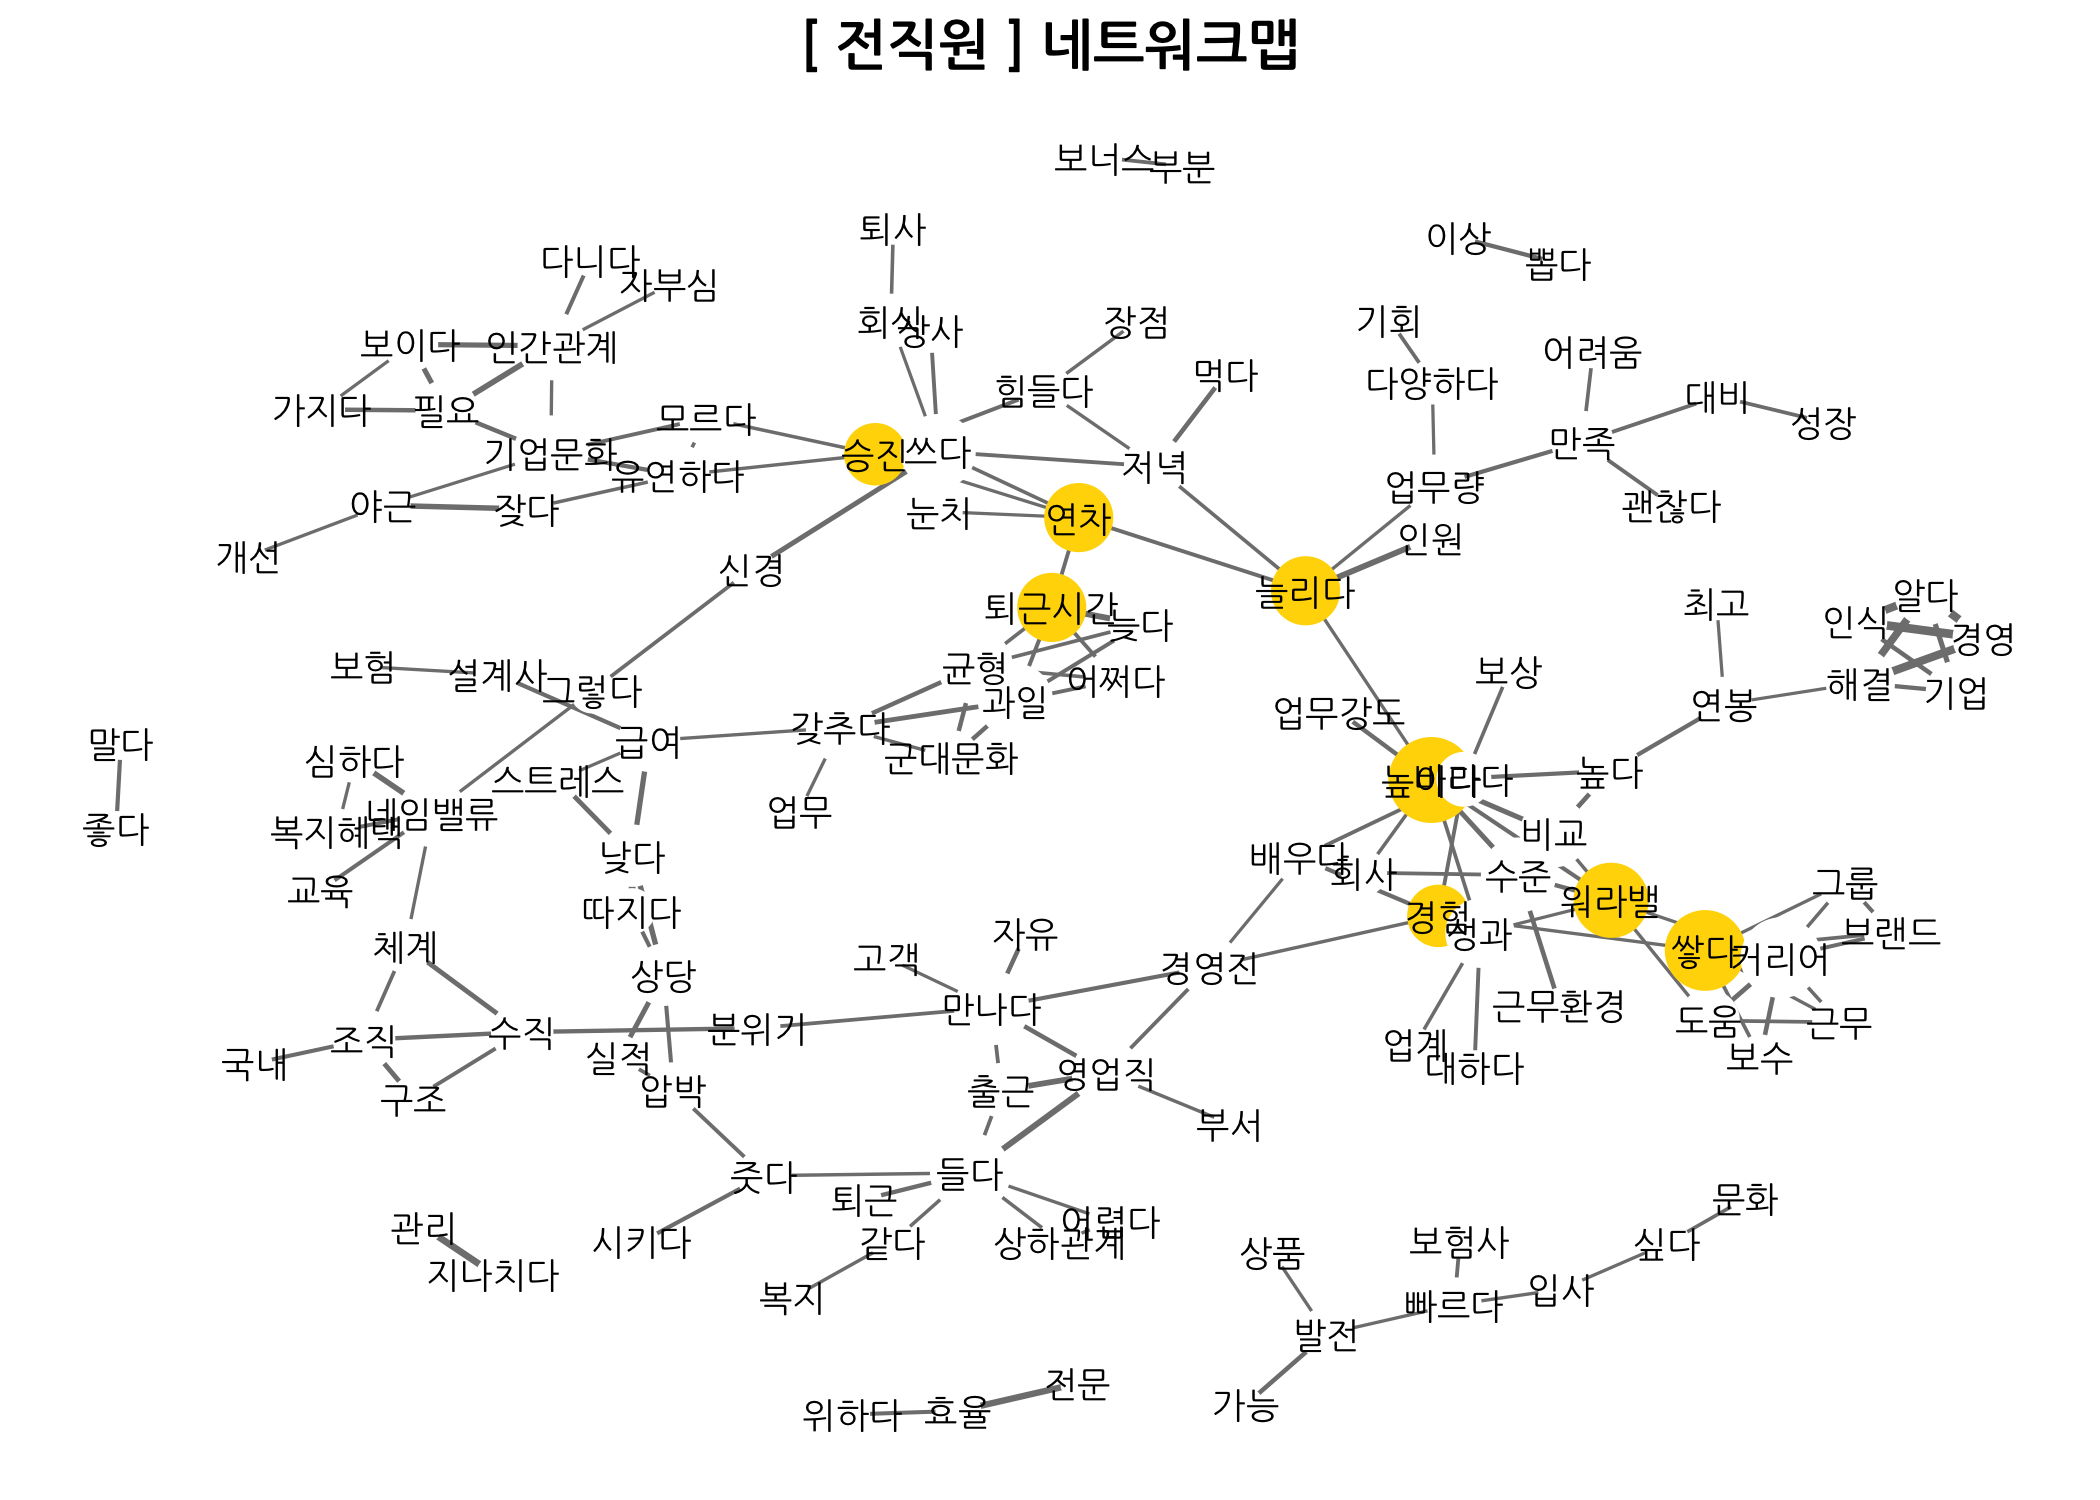 [ 전직원 ] 네트워크맵
보너스
부분
퇴사
이상
뽑다
다니다
자부심
회식
상사
장점
기회
보이다
인간관계
어려움
먹다
다양하다
힘들다
대비
가지다
필요
모르다
성장
기업문화
승진
쓰다
저녁
만족
유연하다
업무량
야근
잦다
눈치
연차
괜찮다
인원
개선
신경
늘리다
퇴근시간
늦다
최고
알다
인식
경영
보험
설계사
그렇다
균형
과일
어쩌다
보상
해결
기업
업무강도
연봉
말다
급여
갖추다
군대문화
심하다
스트레스
바라다
높다
좋다
복지혜택
네임밸류
업무
비교
낮다
배우다
회사
수준
교육
따지다
워라밸
그룹
경험
성과
브랜드
체계
자유
고객
상당
경영진
쌓다
커리어
만나다
근무환경
국내
조직
수직
분위기
도움
근무
실적
업계
보수
대하다
구조
압박
출근
영업직
부서
줏다
들다
퇴근
관리
시키다
같다
어렵다
상하관계
문화
상품
보험사
싶다
지나치다
복지
빠르다
입사
발전
전문
가능
위하다
효율